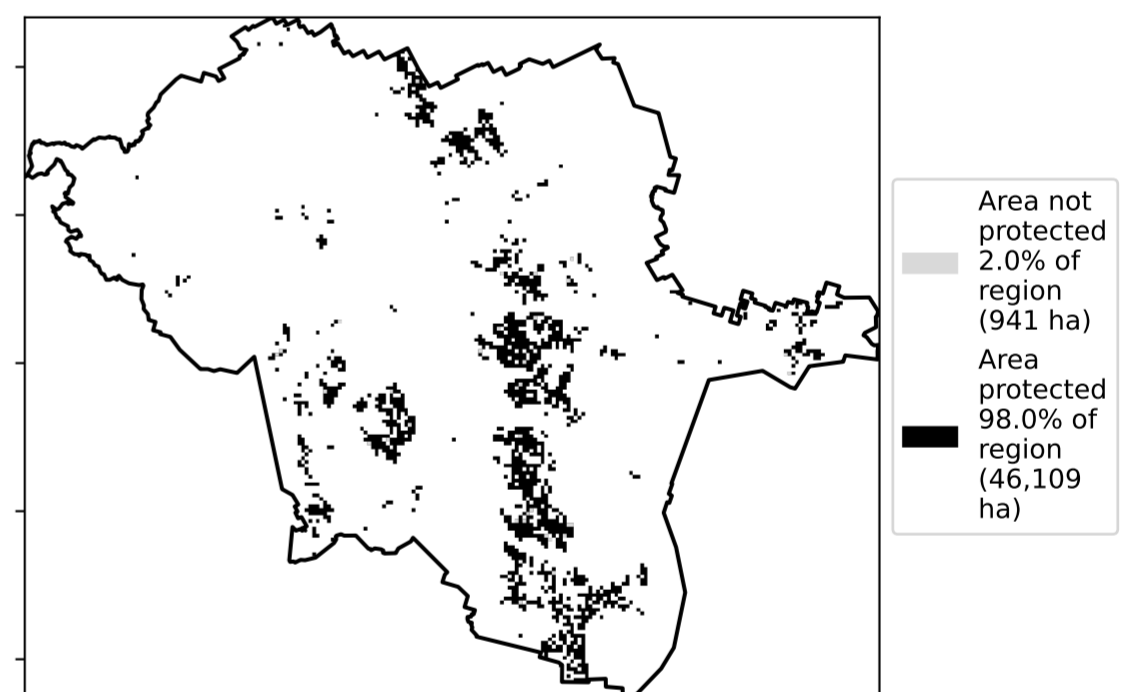 Area not
protected
2.0% of
region
(941 ha)
Area
protected
98.0% of
region
(46,109
ha)